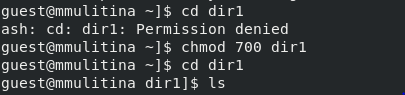 guest@mmulitina ~]$ cd dir1
ash: cd: dir1: Permission denied
guest@mmulitina ~]$ chmod 700 dir1
guest@mmulitina ~]$ cd dir1
guest@mmulitina dir1]$ ls